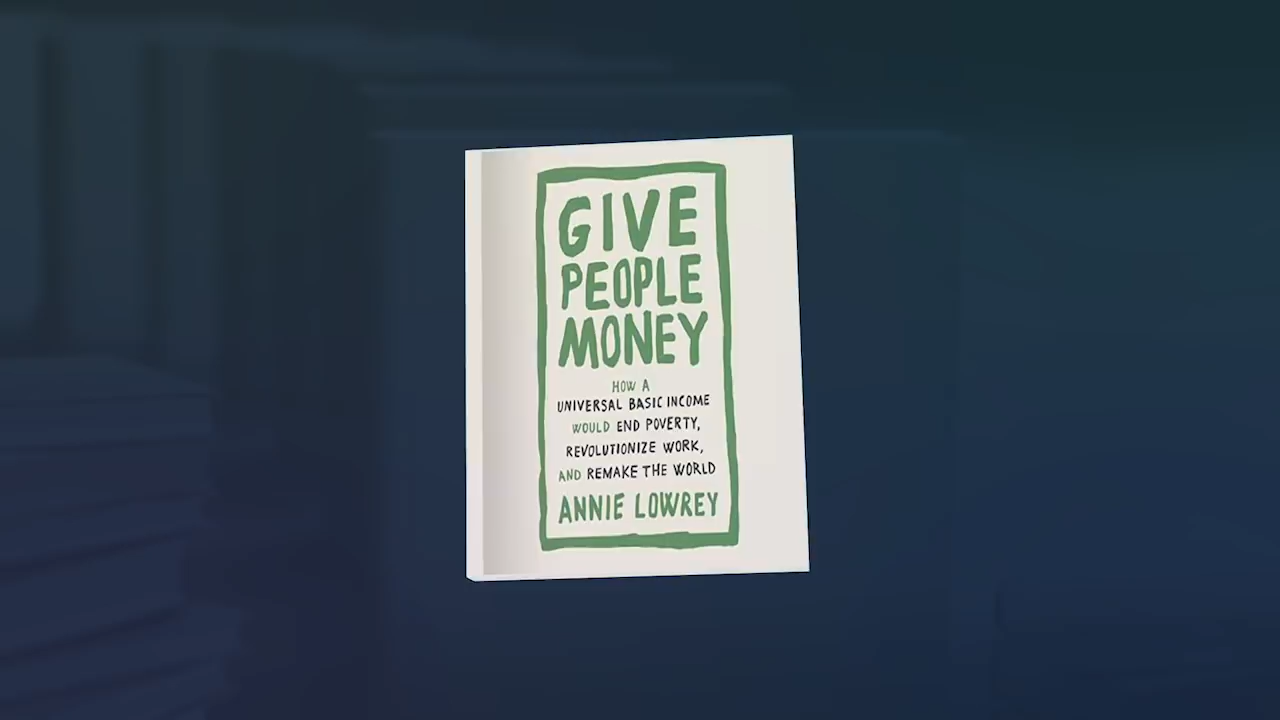 GIVE
PEOPLE
MONEY
HOW A
UNIVERSAL BASIC INCOME
WOULD END POVERTY,
REVOLUTIONIZE WORK,
AND REMAKE THE WORLD
ANNIE LOWREY